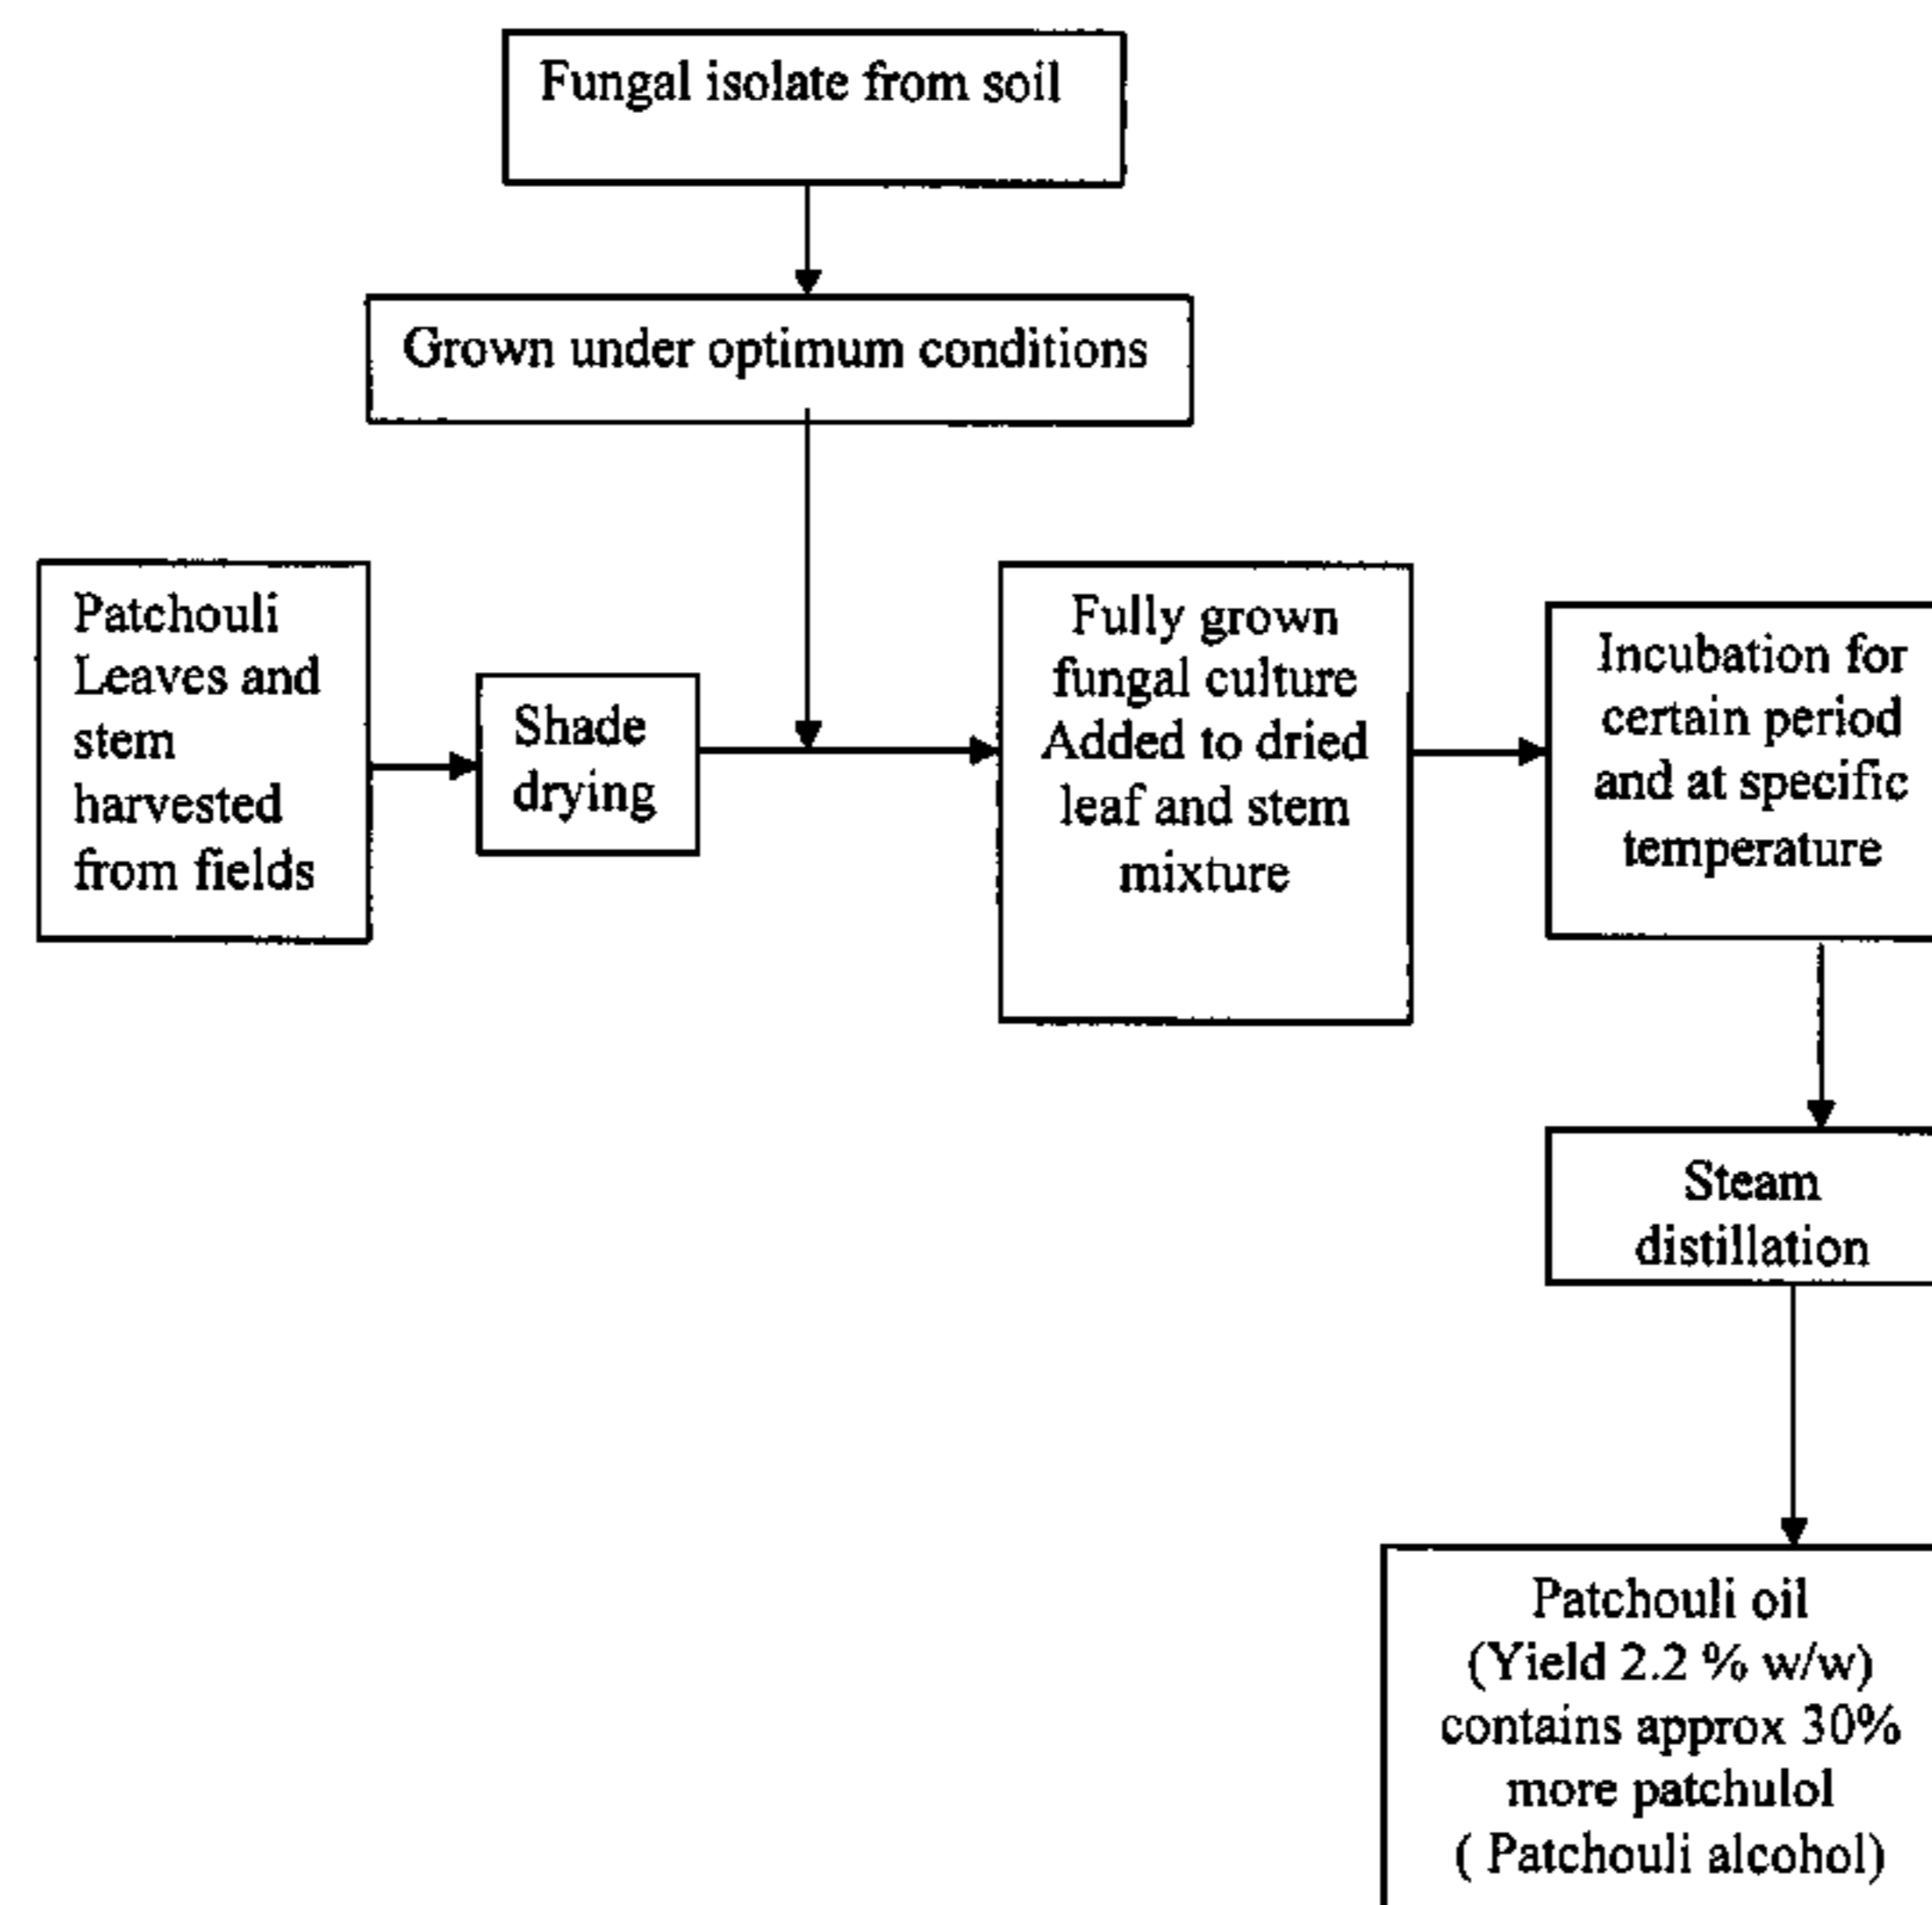 Fungal isolate from soil
Grown under optimum conditions
Patchouli
Leaves and
stem
harvested
from fields
Shade
drying
Fully grown
fungal culture
Added to dried
leaf and stem
mixture
Incubation for
certain period
and at specific
temperature
Steam
distillation
Patchouli oil
(Yield 2.2 % w/w)
contains approx 30%
more patchulol
( Patchouli alcohol)